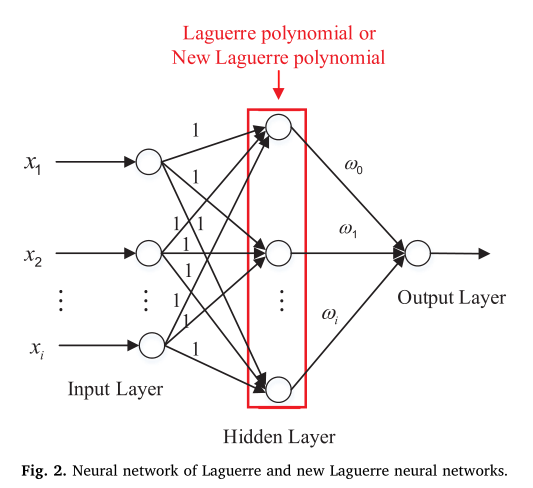 Laguerre polynomial or
New Laguerre polynomial
1
ω0
x1
1
1 1
ω1
1
x2
1
⋮ ⋮ ⋮
Output Layer
1
ωi
1
xi
1
Input Layer
Hidden Layer
Fig. 2. Neural network of Laguerre and new Laguerre neural networks.